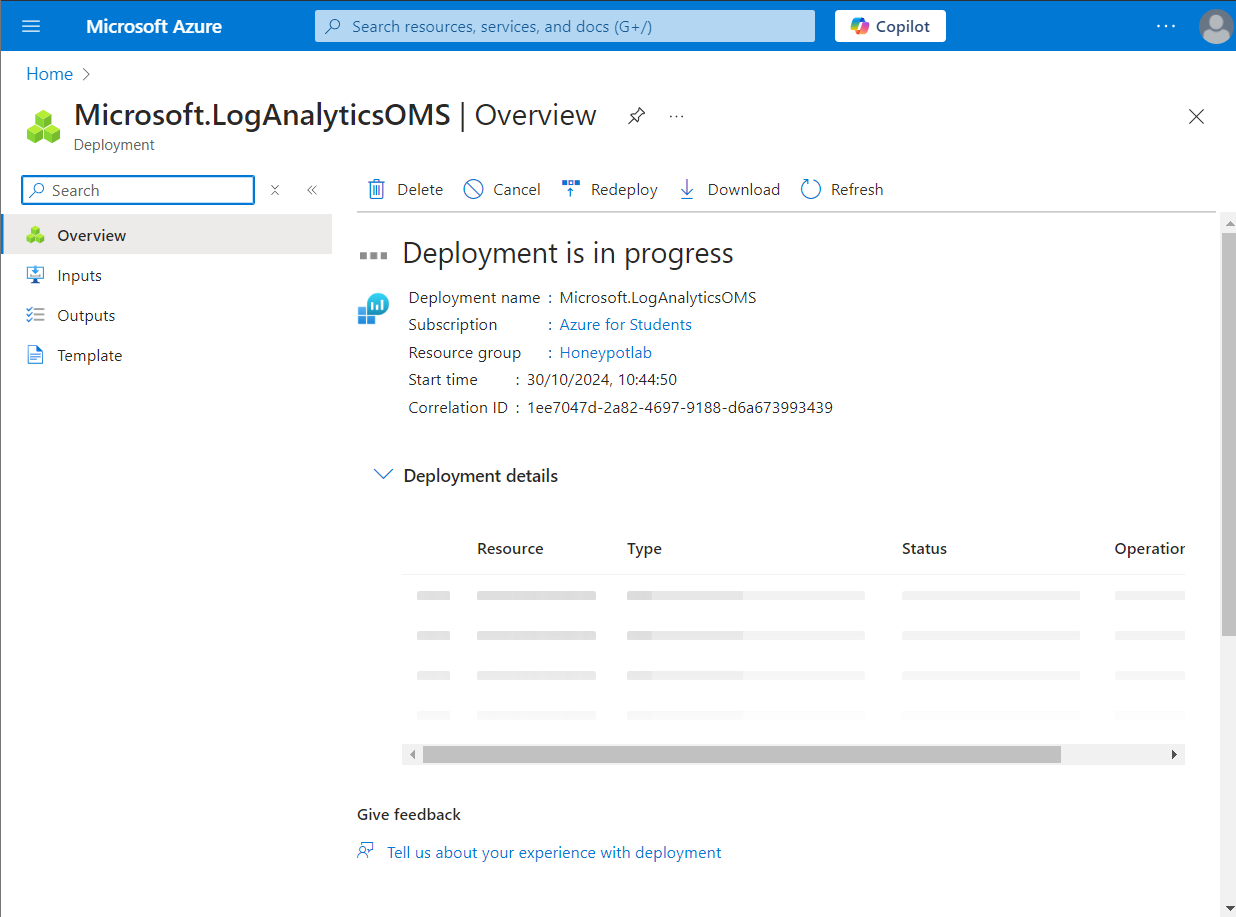 Microsoft Azure
Search resources, services, and docs (G+/)
Copilot
Home
Microsoft.LogAnalyticsOMS | Overview
Deployment
Search
Delete
Cancel
Redeploy
Download
Refresh
Overview
Inputs
Outputs
Template
Deployment is in progress
Deployment name : Microsoft.LogAnalyticsOMS
Subscription : Azure for Students
Resource group : Honeypotlab
Start time : 30/10/2024, 10:44:50
Correlation ID : 1ee7047d-2a82-4697-9188-d6a673993439
Deployment details
Resource Type Status Operation
Give feedback
Tell us about your experience with deployment